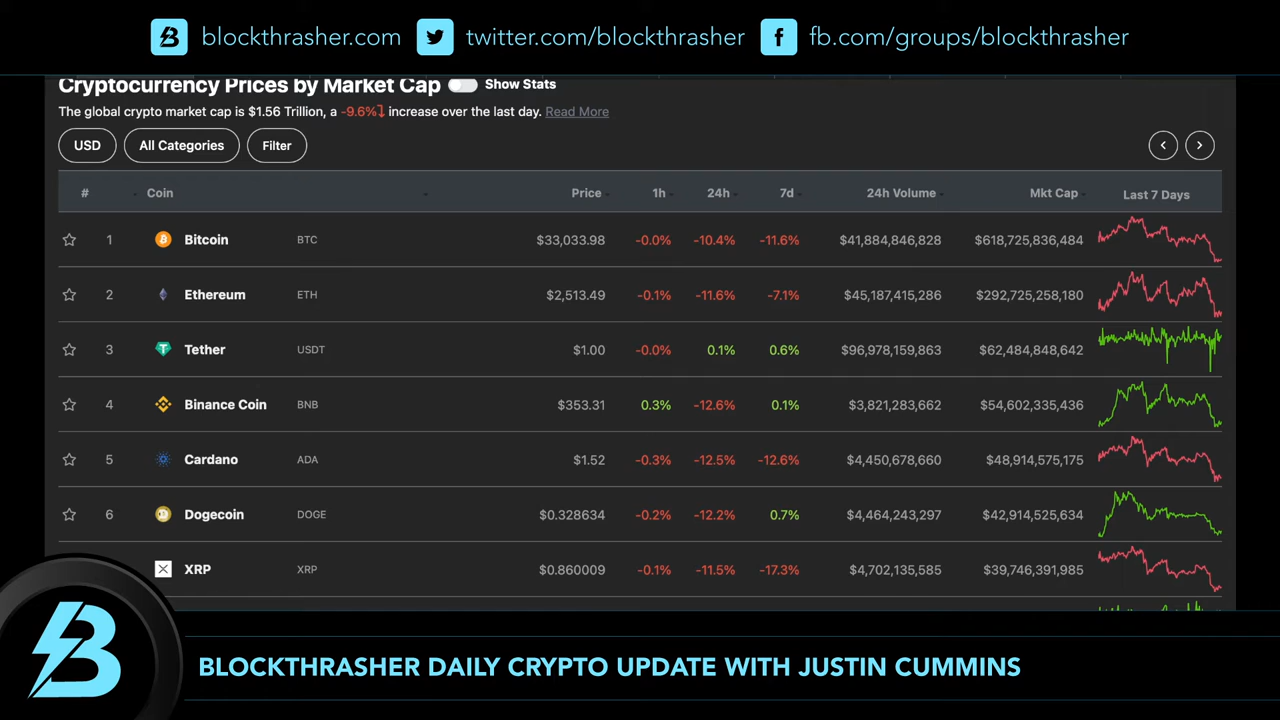 blockthrasher.com twitter.com/blockthrasher fb.com/groups/blockthrasher
Cryptocurrency Prices by Market Cap Show Stats
The global crypto market cap is $1.56 Trillion, a -9.6% increase over the last day. Read More
USD All Categories Filter
# Coin Price 1h 24h 7d 24h Volume Mkt Cap Last 7 Days
1 Bitcoin BTC $33,033.98 -0.0% -10.4% -11.6% $41,884,846,828 $618,725,836,484
2 Ethereum ETH $2,513.49 -0.1% -11.6% -7.1% $45,187,415,286 $292,725,258,180
3 Tether USDT $1.00 -0.0% 0.1% 0.6% $96,978,159,863 $62,484,848,642
4 Binance Coin BNB $353.31 0.3% -12.6% 0.1% $3,821,283,662 $54,602,335,436
5 Cardano ADA $1.52 -0.3% -12.5% -12.6% $4,450,678,660 $48,914,575,175
6 Dogecoin DOGE $0.328634 -0.2% -12.2% 0.7% $4,464,243,297 $42,914,525,634
XRP XRP $0.860009 -0.1% -11.5% -17.3% $4,702,135,585 $39,746,391,985
BLOCKTHRASHER DAILY CRYPTO UPDATE WITH JUSTIN CUMMINS